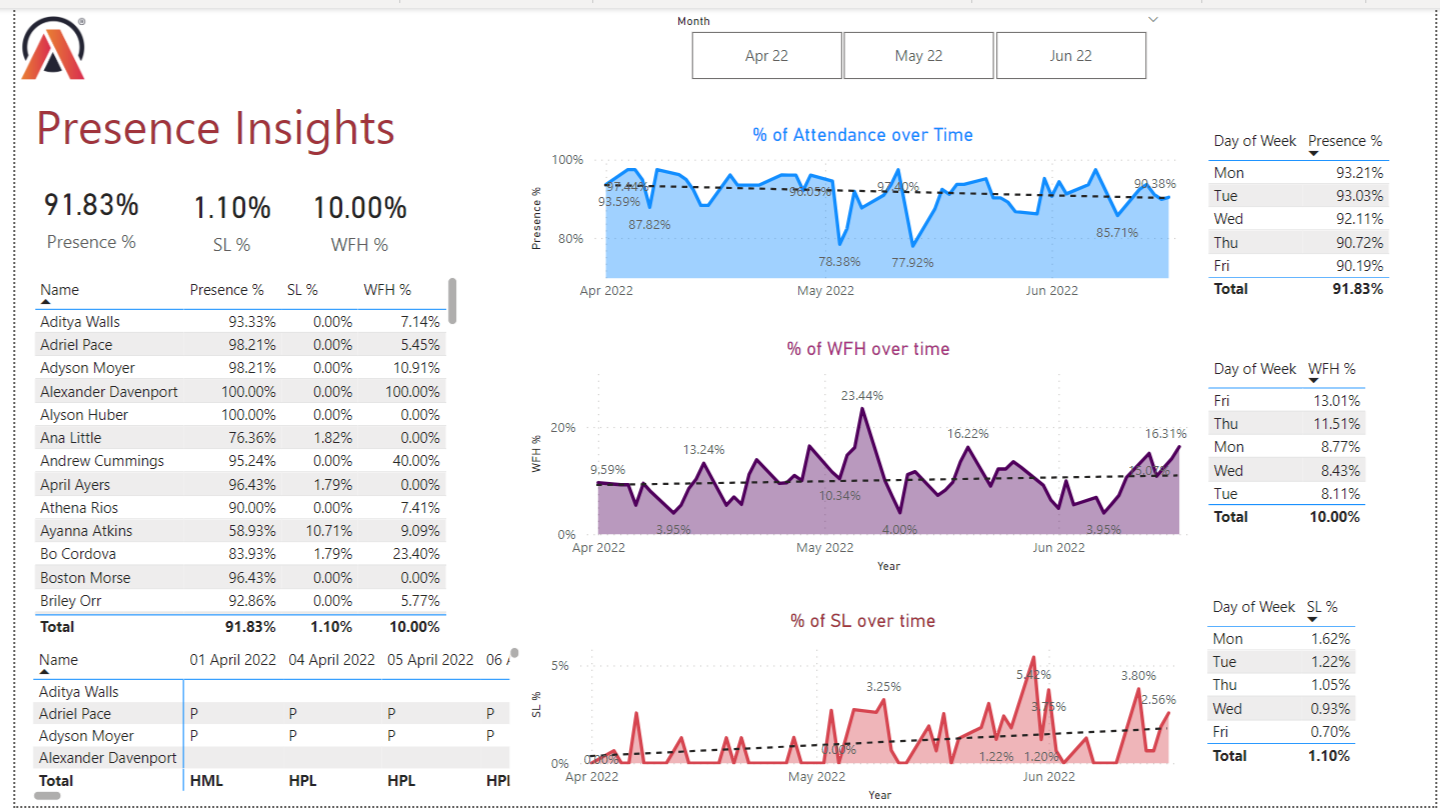 ®
Month
Apr 22 May 22 Jun 22
Presence Insights
91.83% 1.10% 10.00%
Presence % SL % WFH %
Name Presence % SL % WFH %
Aditya Walls 93.33% 0.00% 7.14%
Adriel Pace 98.21% 0.00% 5.45%
Adyson Moyer 98.21% 0.00% 10.91%
Alexander Davenport 100.00% 0.00% 100.00%
Alyson Huber 100.00% 0.00% 0.00%
Ana Little 76.36% 1.82% 0.00%
Andrew Cummings 95.24% 0.00% 40.00%
April Ayers 96.43% 1.79% 0.00%
Athena Rios 90.00% 0.00% 7.41%
Ayanna Atkins 58.93% 10.71% 9.09%
Bo Cordova 83.93% 1.79% 23.40%
Boston Morse 96.43% 0.00% 0.00%
Briley Orr 92.86% 0.00% 5.77%
Total 91.83% 1.10% 10.00%
Name 01 April 2022 04 April 2022 05 April 2022 06
Aditya Walls
Adriel Pace P P P P
Adyson Moyer P P P P
Alexander Davenport
Total HML HPL HPL HPL
% of Attendance over Time
Presence %
100%
80%
97.44%
93.59%
87.82%
96.05%
78.38%
97.40%
77.92%
85.71%
90.38%
Apr 2022 May 2022 Jun 2022
Day of Week Presence %
Mon 93.21%
Tue 93.03%
Wed 92.11%
Thu 90.72%
Fri 90.19%
Total 91.83%
% of WFH over time
WFH %
20%
0%
9.59%
3.95%
13.24%
10.34%
23.44%
4.00%
16.22%
3.95%
16.31%
Apr 2022 May 2022 Jun 2022
Year
Day of Week WFH %
Fri 13.01%
Thu 11.51%
Mon 8.77%
Wed 8.43%
Tue 8.11%
Total 10.00%
% of SL over time
SL %
5%
0%
0.00%
0.00%
3.25%
1.22%
5.42%
1.20%
3.75%
3.80%
2.56%
Apr 2022 May 2022 Jun 2022
Year
Day of Week SL %
Mon 1.62%
Tue 1.22%
Thu 1.05%
Wed 0.93%
Fri 0.70%
Total 1.10%